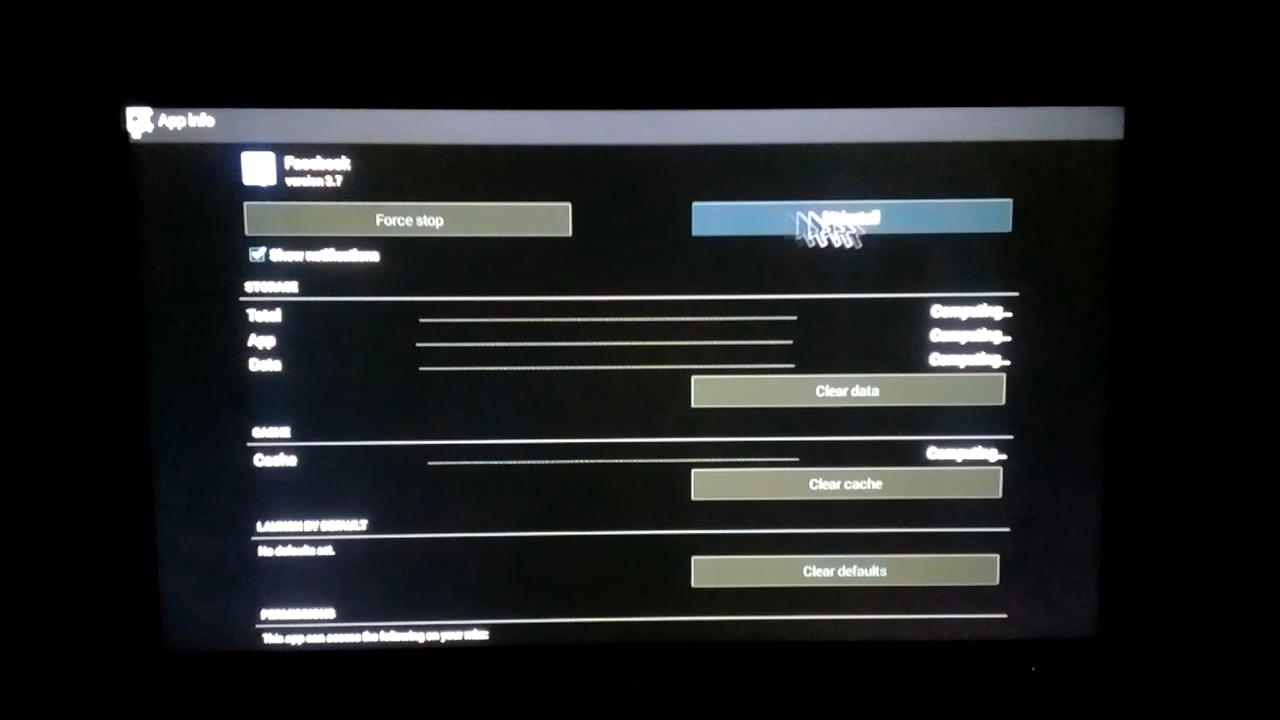 App info
Facebook
version 3.7
Force stop
Uninstall
Show notifications
STORAGE
Total
Computing...
App
Computing...
Data
Computing...
Clear data
CACHE
Cache
Computing...
Clear cache
LAUNCH BY DEFAULT
No defaults set.
Clear defaults
PERMISSIONS
This app can access the following on your